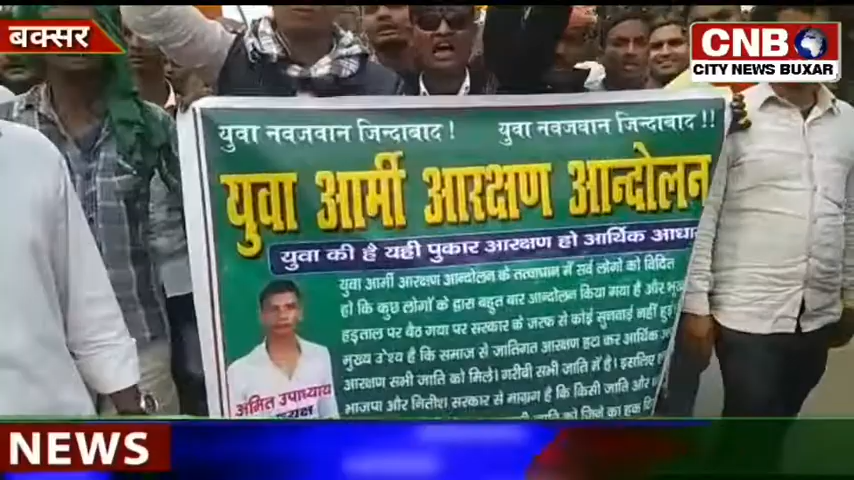 बक्सर
CNB
CITY NEWS BUXAR
युवा नवजवान जिन्दाबाद ! युवा नवजवान जिन्दाबाद !!
युवा आर्मी आरक्षण आन्दोलन
युवा की है यही पुकार आरक्षण हो आर्थिक आधार
युवा आर्मी आरक्षण आन्दोलन के तत्वाधान में सर्व लोगों को विदित
हो कि कुछ लोगों के द्वारा बहुत बार आन्दोलन किया गया है और भूख
हड़ताल पर बैठा गया पर सरकार के तरफ से कोई सुनवाई नहीं हुई
मुख्य उद्देश्य है कि समाज से जातिगत आरक्षण हटा कर आर्थिक
आरक्षण सभी जाति को मिले। गरीबी सभी जाति में है। इसलिए
भाजपा और नितीश सरकार से माग है कि किसी जाति और
जाति को जिने का हक
अमित उपाध्याय
NEWS